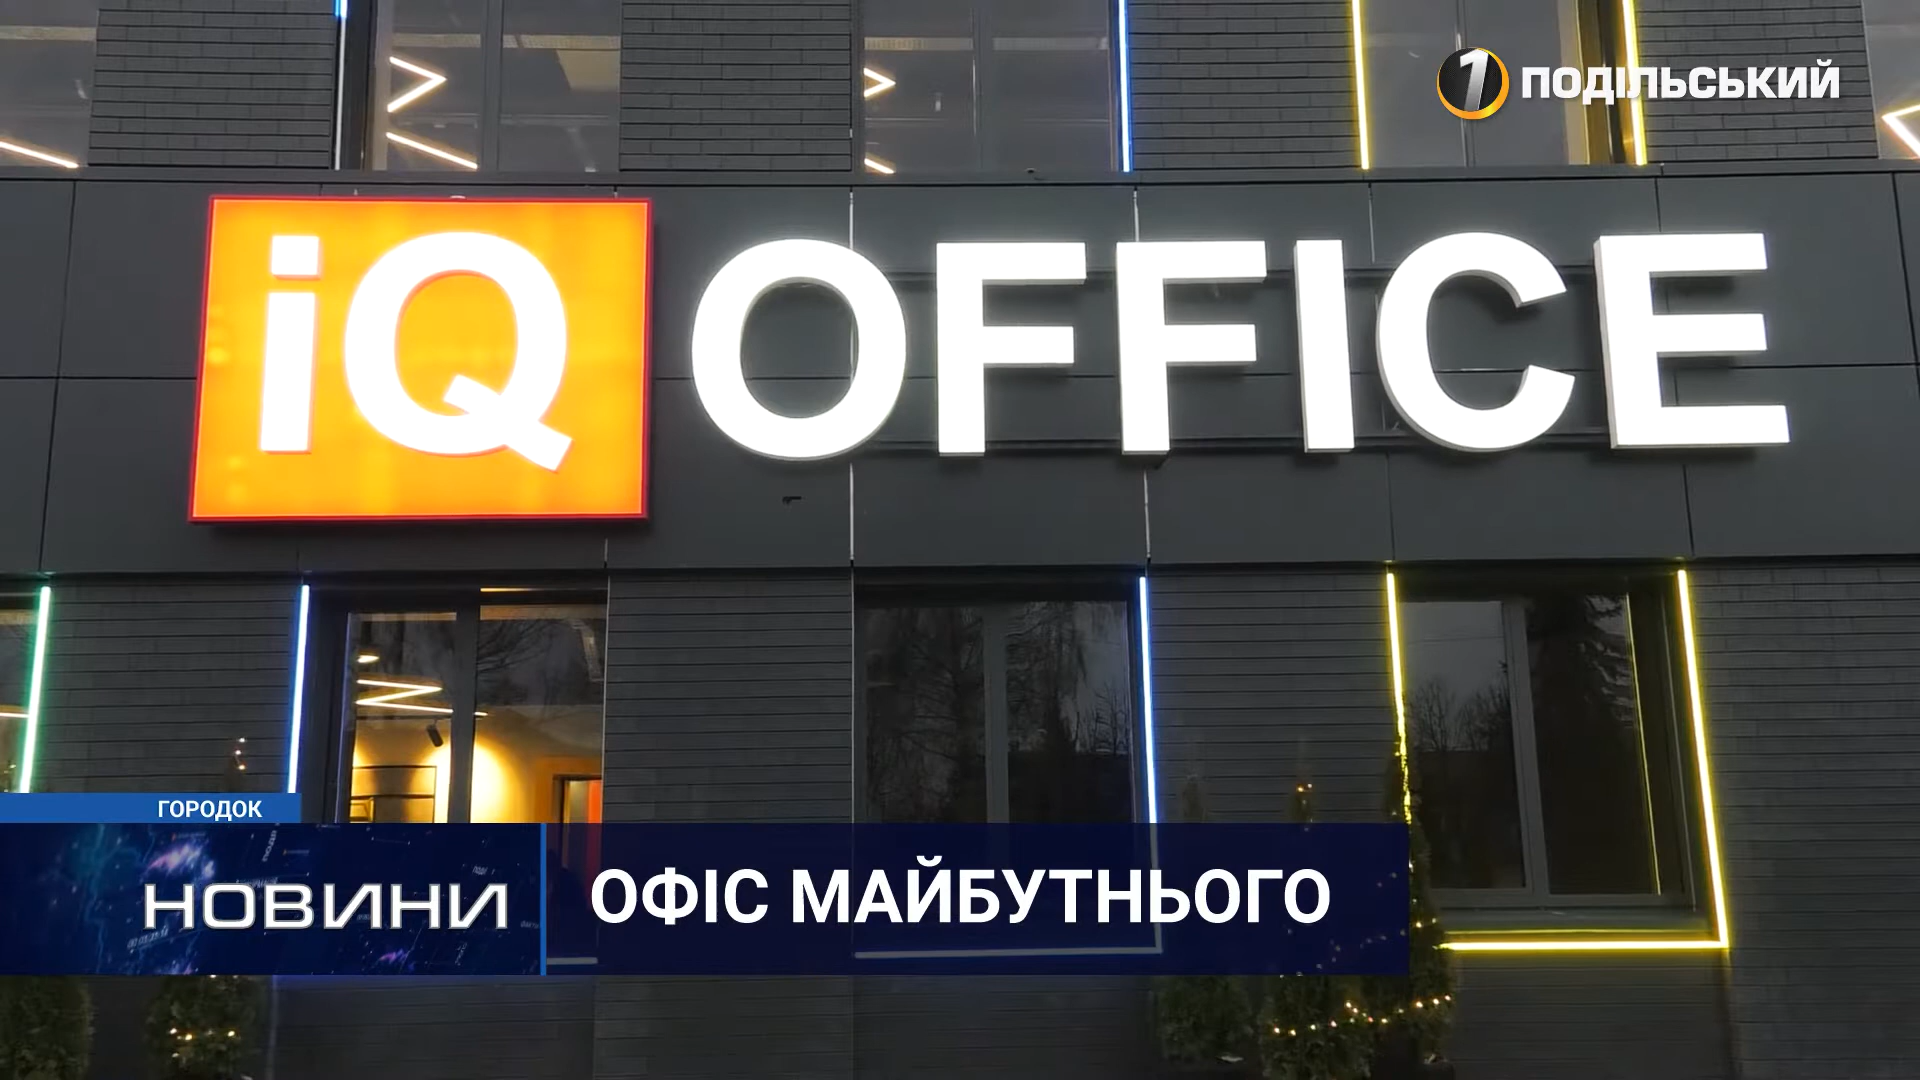 1 ПОДІЛЬСЬКИЙ
iQ OFFICE
ГОРОДОК
НОВИНИ
ОФІС МАЙБУТНЬОГО